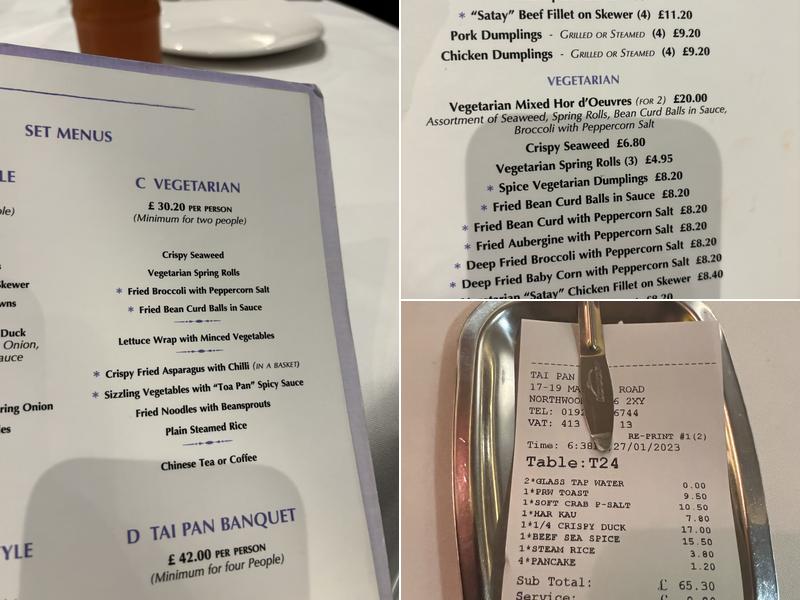 SET MENUS
LE
C VEGETARIAN
£ 30.20 PER PERSON
(Minimum for two people)
Crispy Seaweed
Vegetarian Spring Rolls
* Fried Broccoli with Peppercorn Salt
* Fried Bean Curd Balls in Sauce
Lettuce Wrap with Minced Vegetables
* Crispy Fried Asparagus with Chilli (IN A BASKET)
* Sizzling Vegetables with "Toa Pan" Spicy Sauce
Fried Noodles with Beansprouts
Plain Steamed Rice
Chinese Tea or Coffee
D TAI PAN BANQUET
£ 42.00 PER PERSON
(Minimum for four People)
ple)
s
Skewer
wns
Duck
Onion,
auce
ring Onion
les
TYLE
* "Satay" Beef Fillet on Skewer (4) £11.20
Pork Dumplings - GRILLED OR STEAMED (4) £9.20
Chicken Dumplings - GRILLED OR STEAMED (4) £9.20
VEGETARIAN
Vegetarian Mixed Hor d'Oeuvres (FOR 2) £20.00
Assortment of Seaweed, Spring Rolls, Bean Curd Balls in Sauce,
Broccoli with Peppercorn Salt
Crispy Seaweed £6.80
Vegetarian Spring Rolls (3) £4.95
* Spice Vegetarian Dumplings £8.20
* Fried Bean Curd Balls in Sauce £8.20
* Fried Bean Curd with Peppercorn Salt £8.20
* Fried Aubergine with Peppercorn Salt £8.20
* Deep Fried Broccoli with Peppercorn Salt £8.20
* Deep Fried Baby Corn with Peppercorn Salt £8.20
Vegetarian "Satay" Chicken Fillet on Skewer £8.40
£8.20
TAI PAN
17-19 MA ROAD
NORTHWOO 6 2XY
TEL: 0192 6744
VAT: 413 13
RE-PRINT #1(2)
Time: 6:38 27/01/2023
Table:T24
2*GLASS TAP WATER 0.00
1*PRW TOAST 9.50
1*SOFT CRAB P-SALT 10.50
1*HAR KAU 7.80
1*1/4 CRISPY DUCK 17.00
1*BEEF SEA SPICE 15.50
1*STEAM RICE 3.80
4*PANCAKE 1.20
Sub Total: £ 65.30
Service: